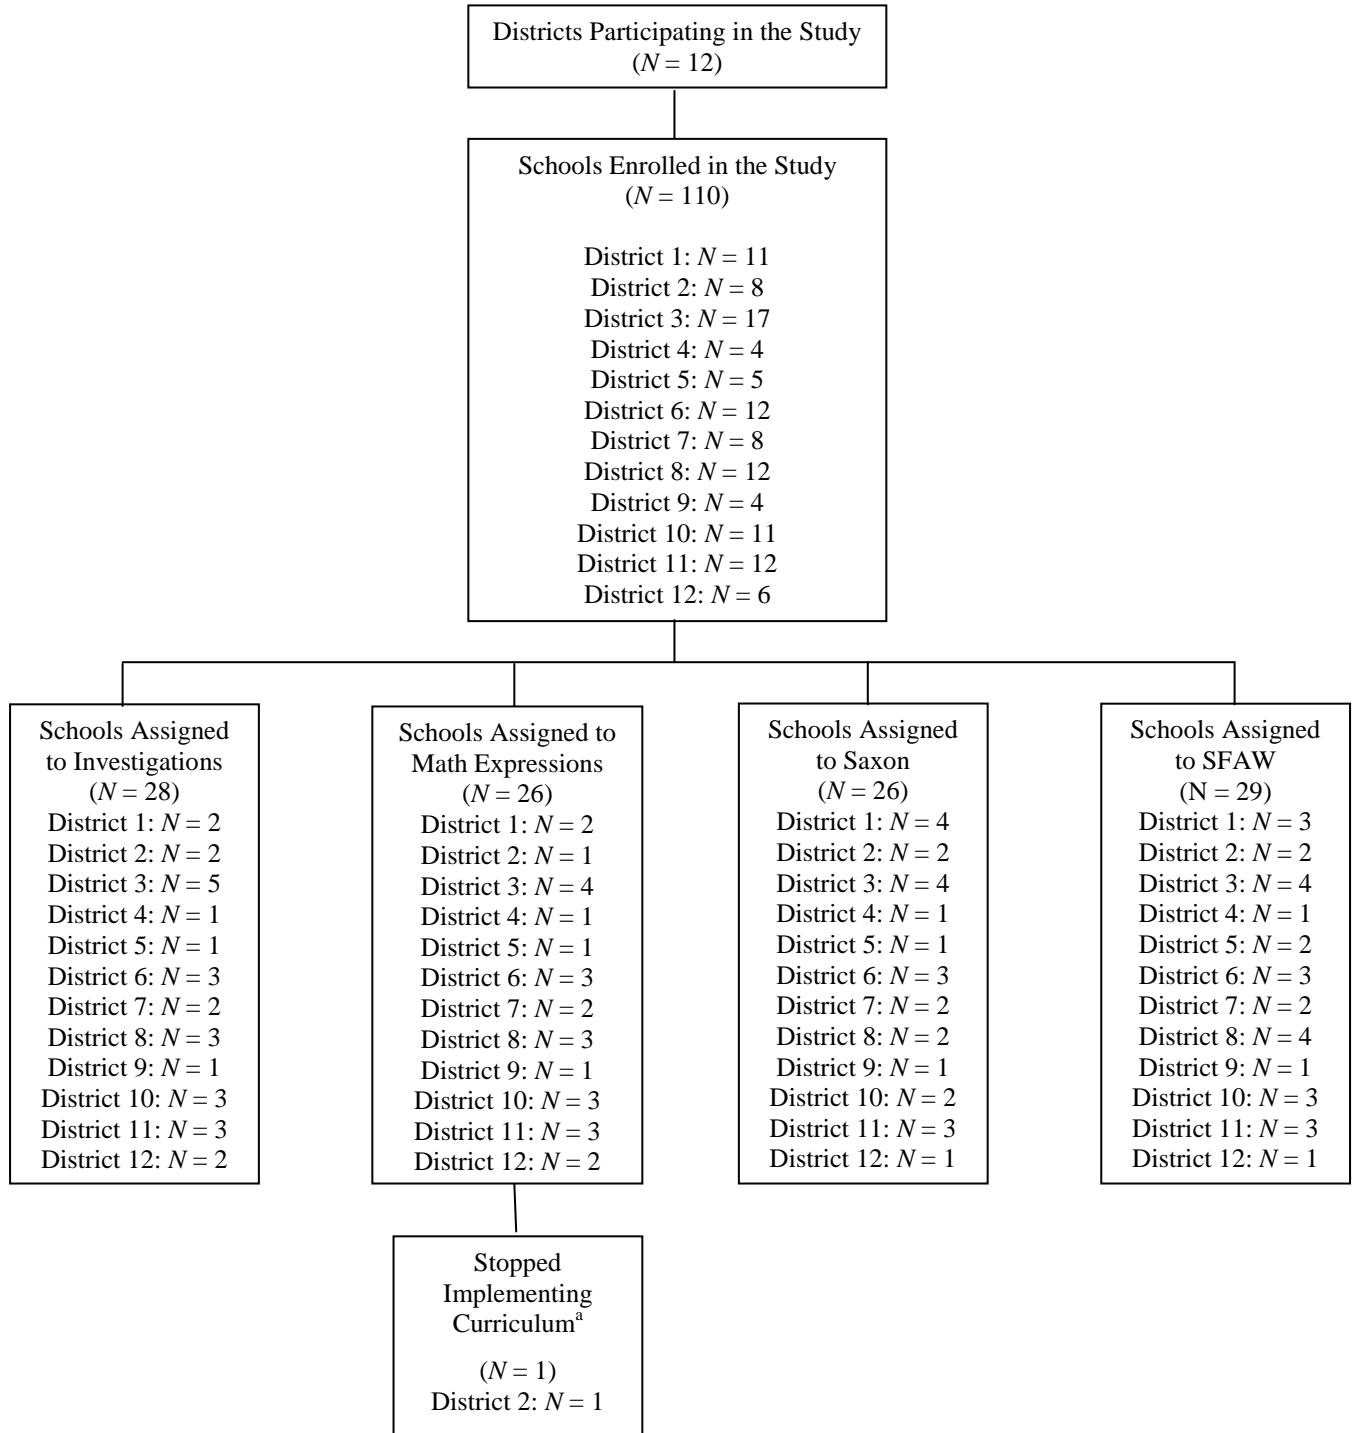 Districts Participating in the Study
(N = 12)
Schools Enrolled in the Study
(N = 110)
District 1: N = 11
District 2: N = 8
District 3: N = 17
District 4: N = 4
District 5: N = 5
District 6: N = 12
District 7: N = 8
District 8: N = 12
District 9: N = 4
District 10: N = 11
District 11: N = 12
District 12: N = 6
Schools Assigned
to Investigations
(N = 28)
District 1: N = 2
District 2: N = 2
District 3: N = 5
District 4: N = 1
District 5: N = 1
District 6: N = 3
District 7: N = 2
District 8: N = 3
District 9: N = 1
District 10: N = 3
District 11: N = 3
District 12: N = 2
Schools Assigned to
Math Expressions
(N = 26)
District 1: N = 2
District 2: N = 1
District 3: N = 4
District 4: N = 1
District 5: N = 1
District 6: N = 3
District 7: N = 2
District 8: N = 3
District 9: N = 1
District 10: N = 3
District 11: N = 3
District 12: N = 2
Schools Assigned
to Saxon
(N = 26)
District 1: N = 4
District 2: N = 2
District 3: N = 4
District 4: N = 1
District 5: N = 1
District 6: N = 3
District 7: N = 2
District 8: N = 2
District 9: N = 1
District 10: N = 2
District 11: N = 3
District 12: N = 1
Schools Assigned
to SFAW
(N = 29)
District 1: N = 3
District 2: N = 2
District 3: N = 4
District 4: N = 1
District 5: N = 2
District 6: N = 3
District 7: N = 2
District 8: N = 4
District 9: N = 1
District 10: N = 3
District 11: N = 3
District 12: N = 1
Stopped
Implementing
Curriculumᵃ
(N = 1)
District 2: N = 1